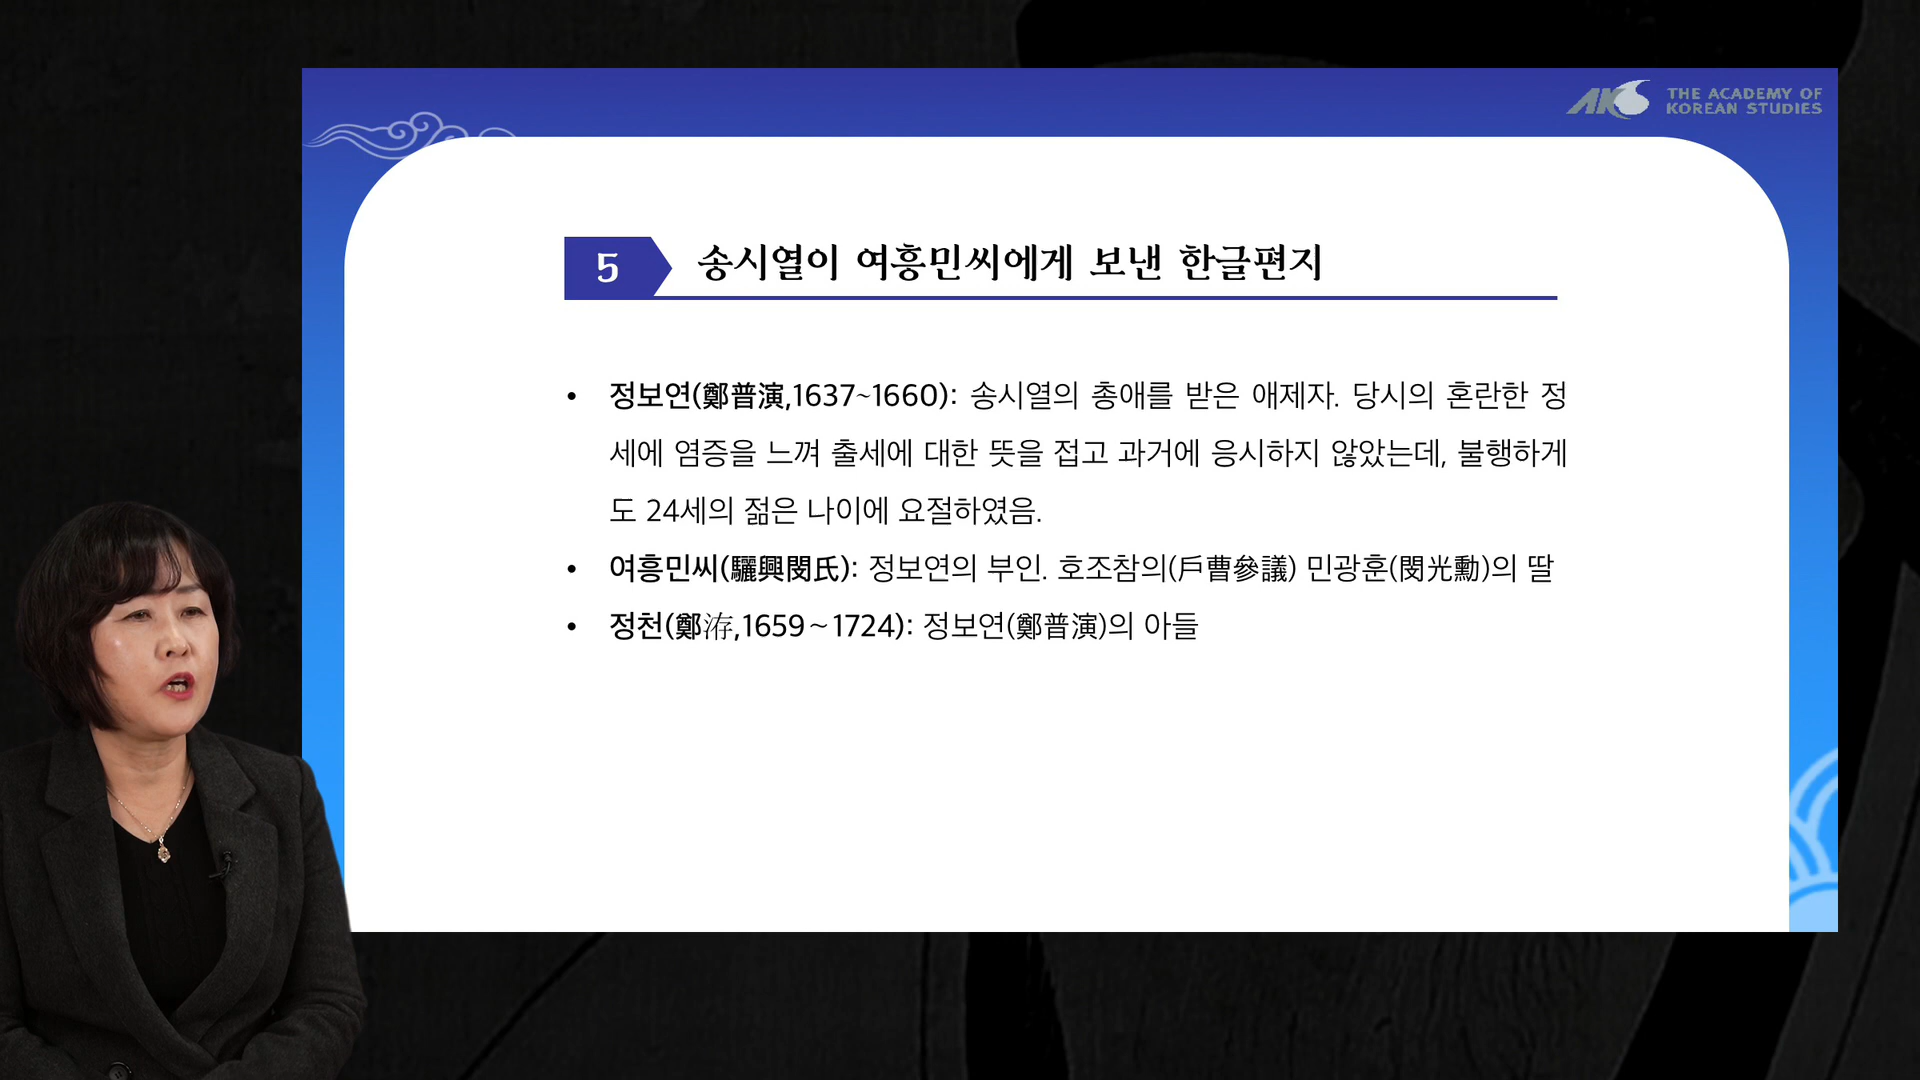 THE ACADEMY OF
KOREAN STUDIES
5 송시열이 여흥민씨에게 보낸 한글편지
• 정보연(鄭普演,1637~1660): 송시열의 총애를 받은 애제자. 당시의 혼란한 정
세에 염증을 느껴 출세에 대한 뜻을 접고 과거에 응시하지 않았는데, 불행하게
도 24세의 젊은 나이에 요절하였음.
• 여흥민씨(驪興閔氏): 정보연의 부인. 호조참의(戶曹參議) 민광훈(閔光勳)의 딸
• 정천(鄭洊,1659~1724): 정보연(鄭普演)의 아들